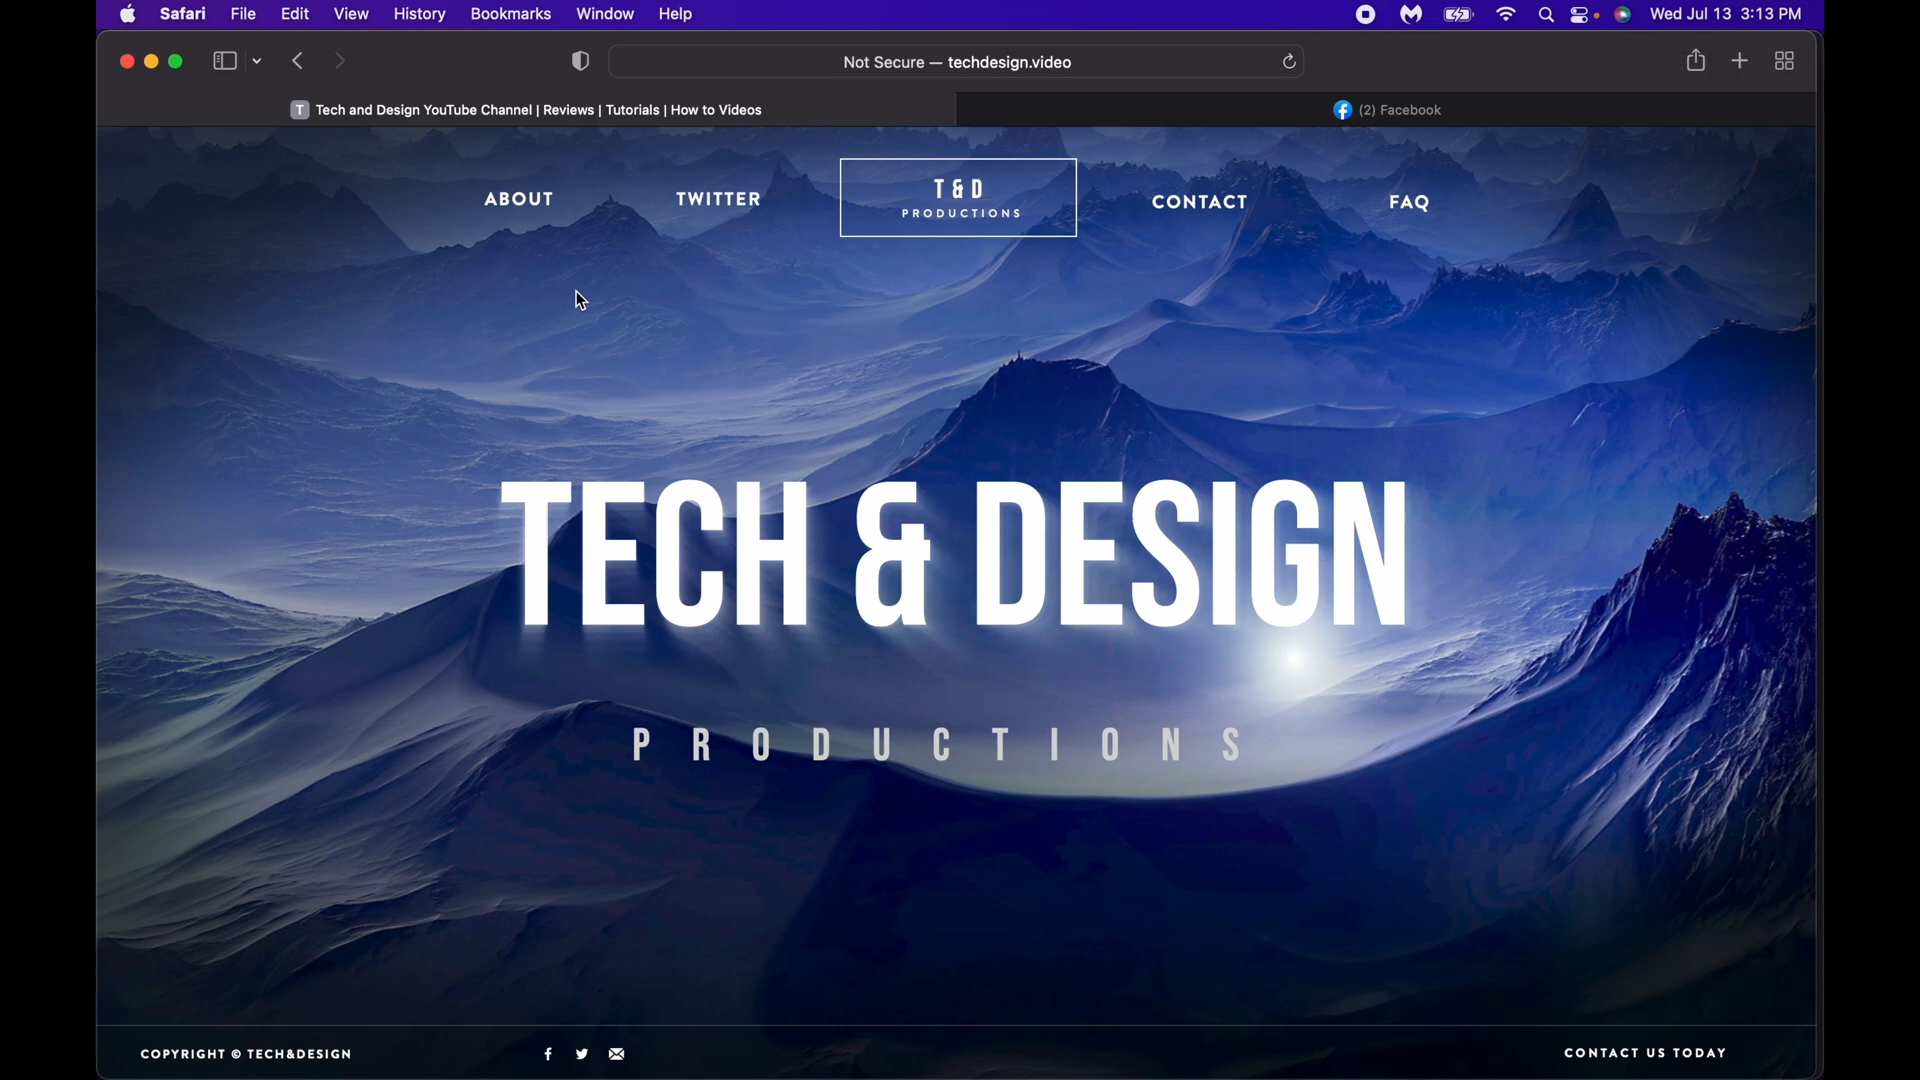 Safari File Edit View History Bookmarks Window Help Wed Jul 13 3:13 PM
Not Secure — techdesign.video
T Tech and Design YouTube Channel | Reviews | Tutorials | How to Videos
(2) Facebook
ABOUT
TWITTER
T & D
PRODUCTIONS
CONTACT
FAQ
TECH & DESIGN
PRODUCTIONS
COPYRIGHT © TECH&DESIGN
CONTACT US TODAY